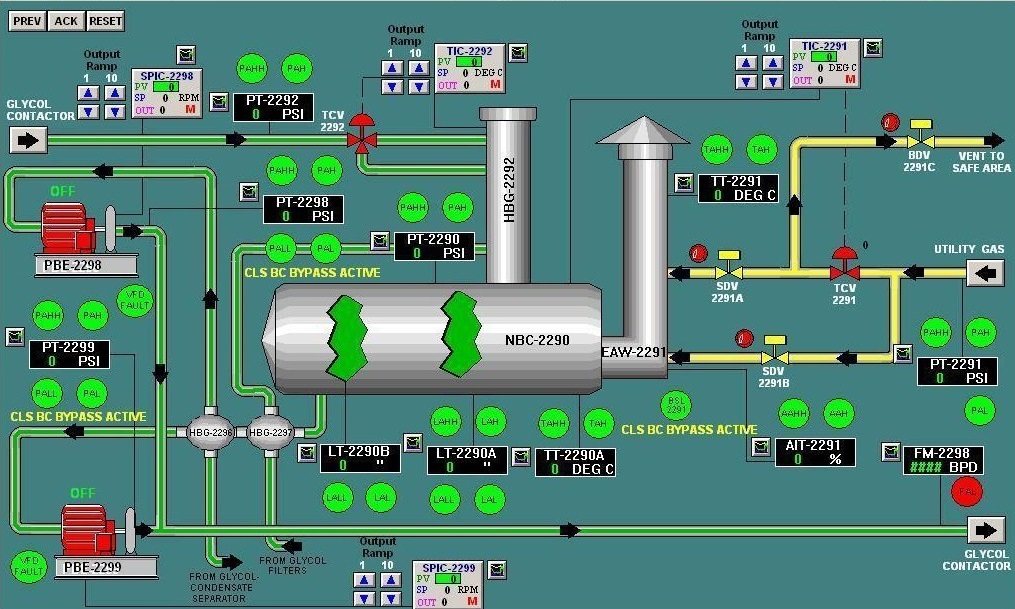 PREV ACK RESET
Output
Ramp
1 10
SPIC-2298
PV 0
SP 0 RPM
OUT 0 M
PAHH PAH
PT-2292
0 PSI
Output
Ramp
1 10
TIC-2292
PV 0
SP 0 DEG C
OUT 0 M
Output
Ramp
1 10
TIC-2291
PV 0
SP 0 DEG C
OUT 0 M
GLYCOL
CONTACTOR
TCV
2292
HBG-2292
TAHH TAH
TT-2291
0 DEG C
BDV
2291C
VENT TO
SAFE AREA
OFF
PBE-2298
PAHH PAH
PT-2298
0 PSI
PALL PAL
CLS BC BYPASS ACTIVE
PAHH PAH
PT-2290
0 PSI
SDV
2291A
0
TCV
2291
UTILITY GAS
VFD
FAULT
PAHH PAH
PT-2299
0 PSI
PALL PAL
CLS BC BYPASS ACTIVE
NBC-2290
EAW-2291
SDV
2291B
PAHH PAH
PT-2291
0 PSI
PAL
HBG-2296
HBG-2297
LT-2290B
0 "
LALL LAL
LAHH LAH
LT-2290A
0 "
LALL LAL
TAHH TAH
TT-2290A
0 DEG C
BSL
2291
CLS BC BYPASS ACTIVE
AAHH AAH
AIT-2291
0 %
FM-2298
#### BPD
PAL
OFF
PBE-2299
VFD
FAULT
FROM GLYCOL-
CONDENSATE
SEPARATOR
FROM GLYCOL
FILTERS
Output
Ramp
1 10
SPIC-2299
PV 0
SP 0 RPM
OUT 0 M
GLYCOL
CONTACTOR